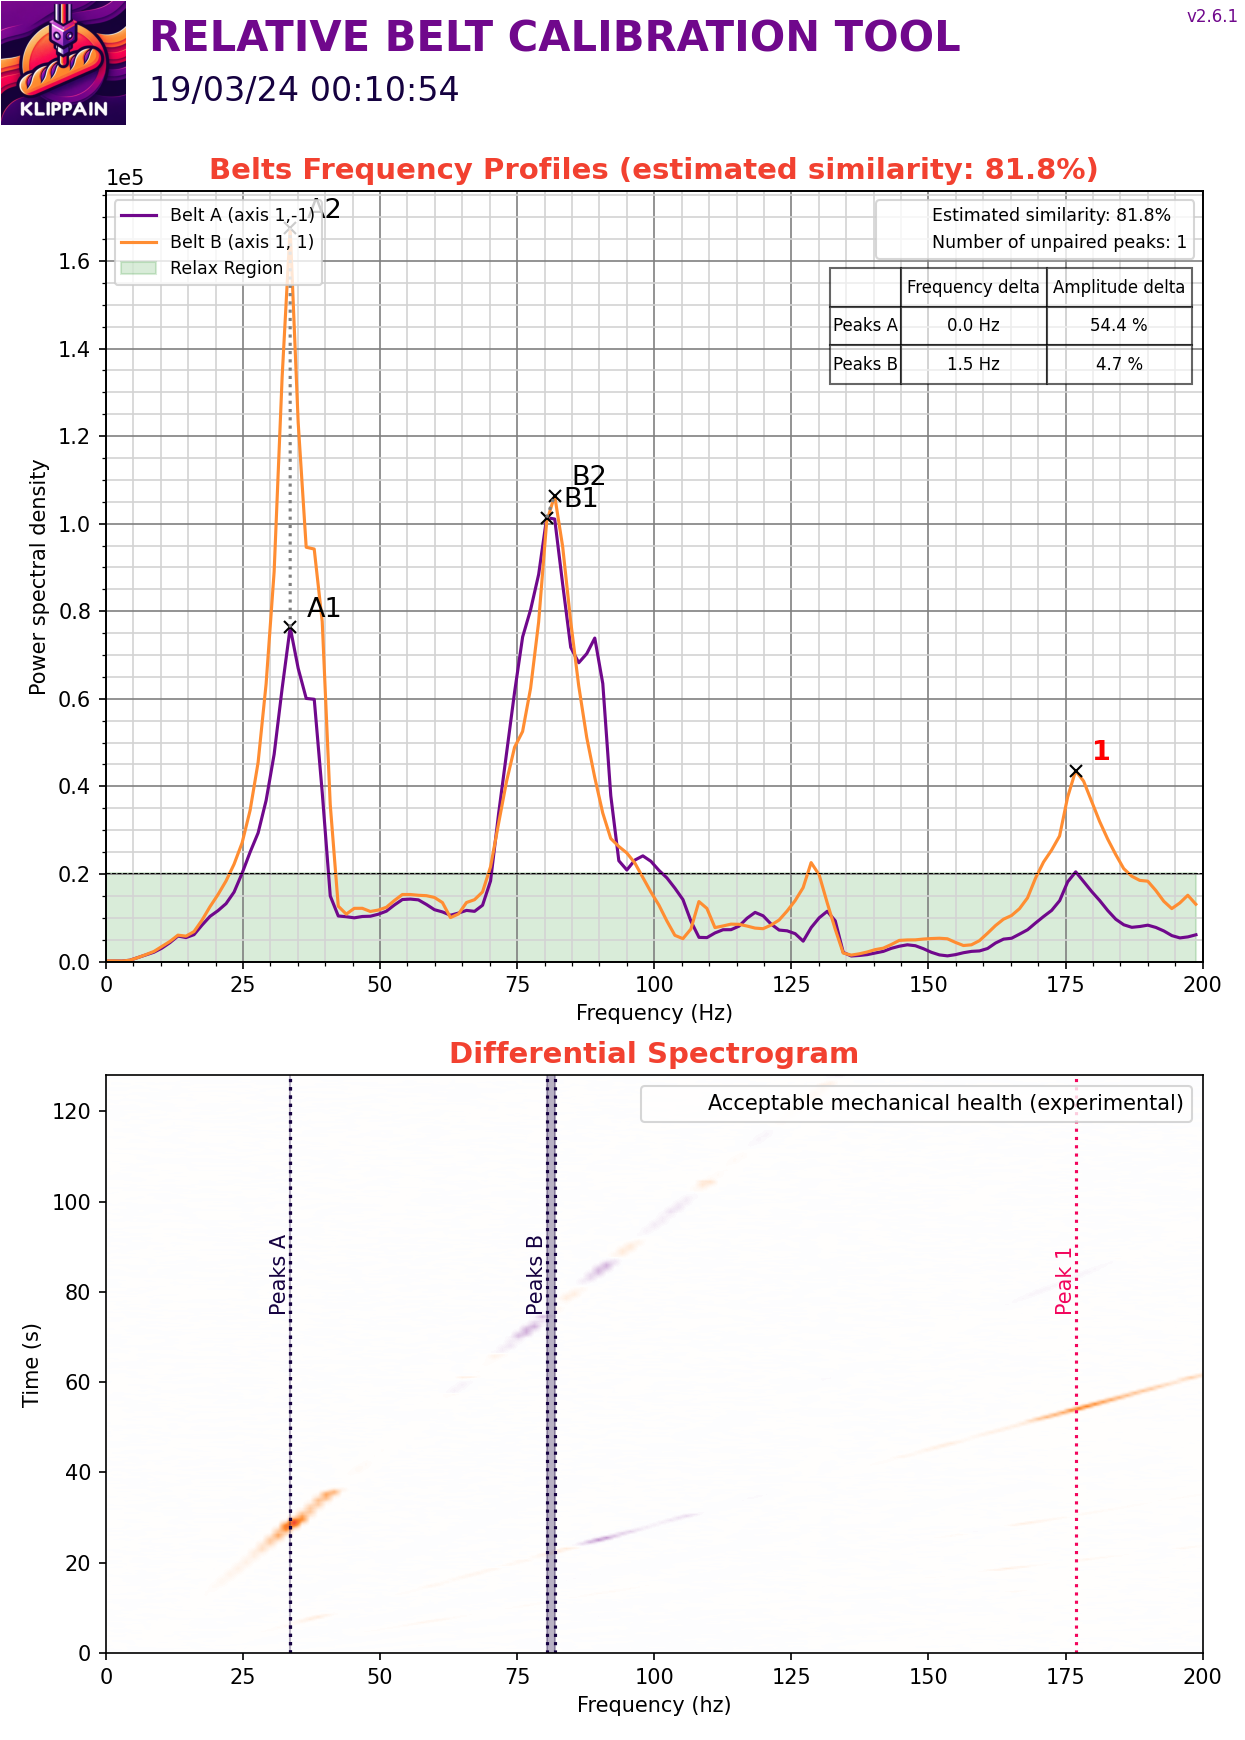 KLIPPAIN
RELATIVE BELT CALIBRATION TOOL
19/03/24 00:10:54
v2.6.1
Belts Frequency Profiles (estimated similarity: 81.8%)
1e5
Belt A (axis 1,-1)
Belt B (axis 1, 1)
Relax Region
A2
Estimated similarity: 81.8%
Number of unpaired peaks: 1
Frequency delta Amplitude delta
Peaks A 0.0 Hz 54.4 %
Peaks B 1.5 Hz 4.7 %
B2
B1
A1
1
Power spectral density
1.6
1.4
1.2
1.0
0.8
0.6
0.4
0.2
0.0
0 25 50 75 100 125 150 175 200
Frequency (Hz)
Differential Spectrogram
Acceptable mechanical health (experimental)
Peaks A
Peaks B
Peak 1
Time (s)
120
100
80
60
40
20
0
0 25 50 75 100 125 150 175 200
Frequency (hz)